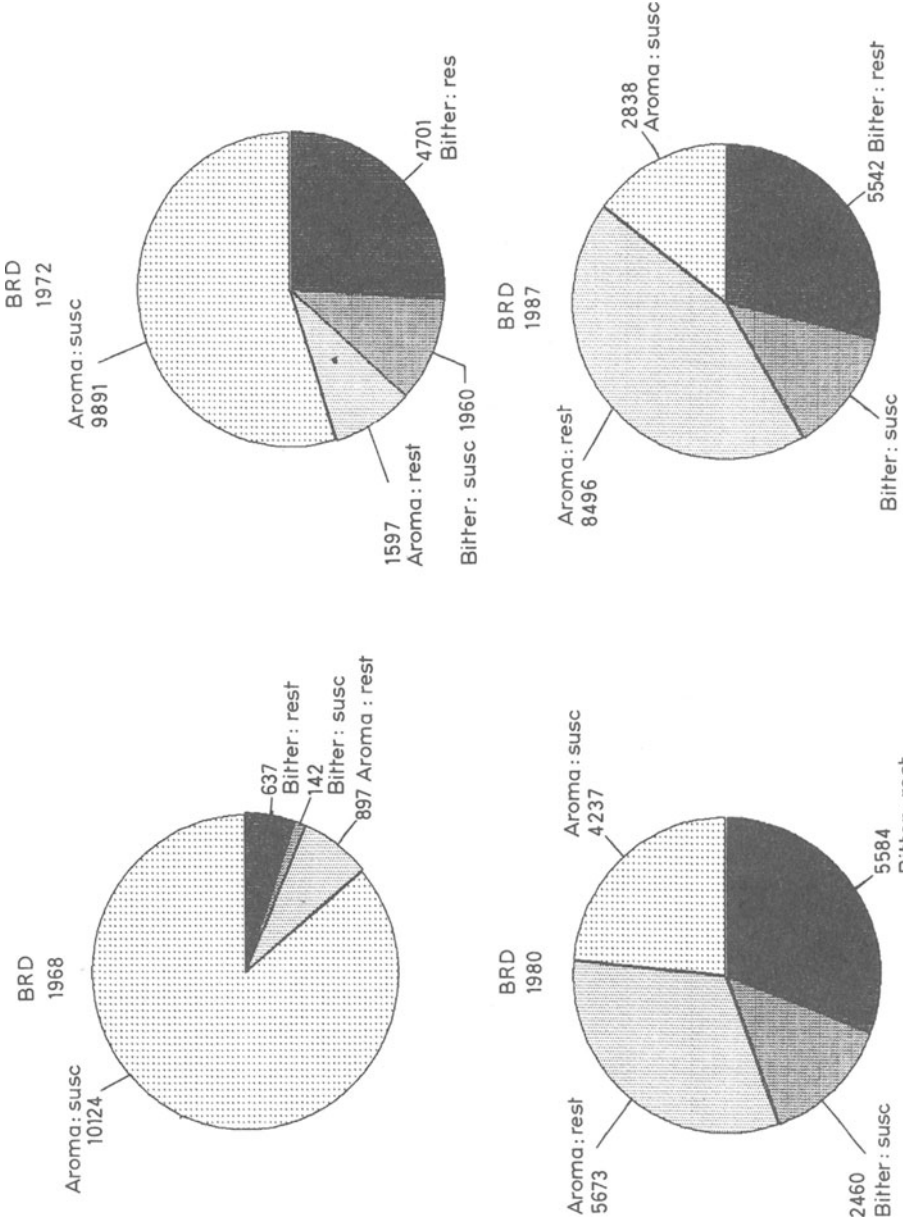 BRD
1968
Aroma: susc
10124
637
Bitter: rest
142
Bitter: susc
897 Aroma: rest
BRD
1972
Aroma: susc
9891
4701
Bitter: res
1597
Aroma: rest
Bitter: susc 1960
BRD
1980
Aroma: rest
5673
Aroma: susc
4237
2460
Bitter: susc
5584
BRD
1987
Aroma: rest
8496
2838
Aroma: susc
Bitter: susc
5542 Bitter: rest